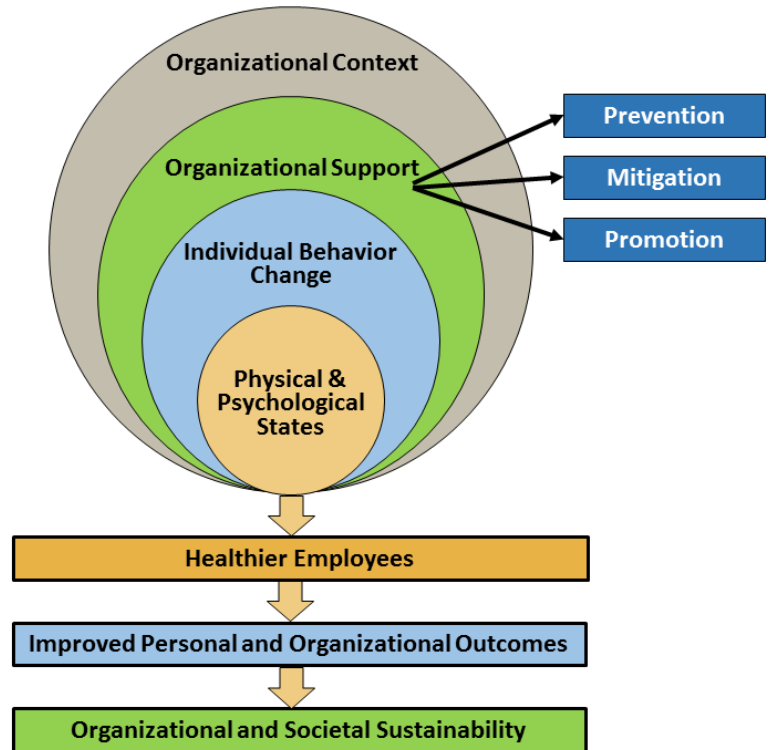 Organizational Context
Prevention
Organizational Support
Mitigation
Promotion
Individual Behavior
Change
Physical &
Psychological
States
Healthier Employees
Improved Personal and Organizational Outcomes
Organizational and Societal Sustainability